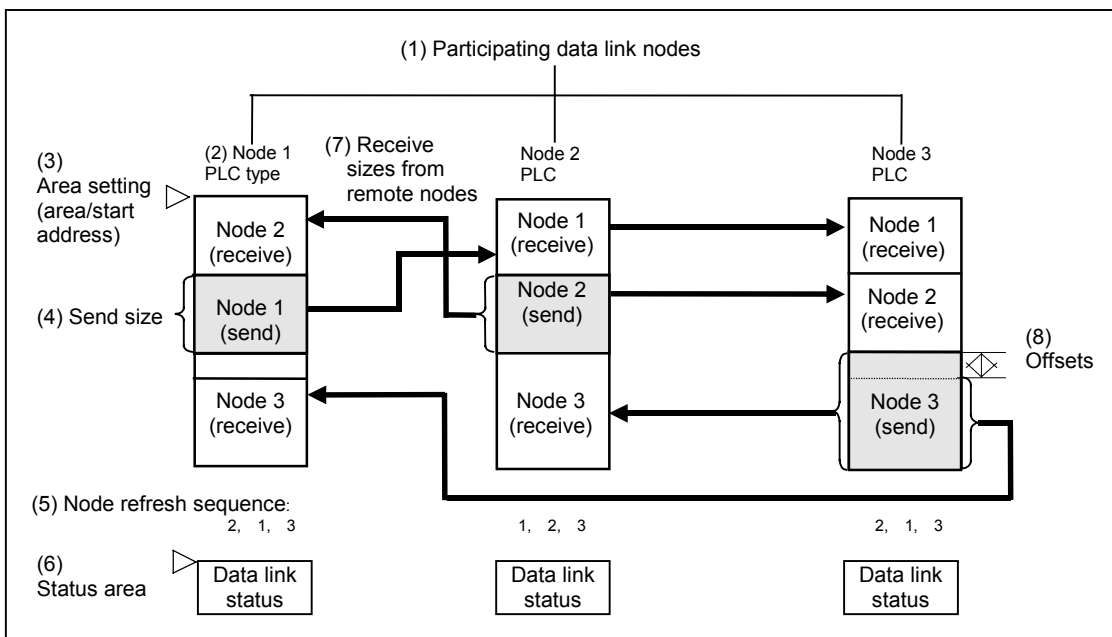 (1) Participating data link nodes
(2) Node 1
PLC type
(7) Receive
sizes from
remote nodes
Node 2
PLC
Node 3
PLC
(3)
Area setting
(area/start
address)
Node 2
(receive)
Node 1
(send)
Node 3
(receive)
(4) Send size
Node 1
(receive)
Node 2
(send)
Node 3
(receive)
Node 1
(receive)
Node 2
(receive)
Node 3
(send)
(8)
Offsets
(5) Node refresh sequence:
2, 1, 3
1, 2, 3
2, 1, 3
(6)
Status area
Data link
status
Data link
status
Data link
status